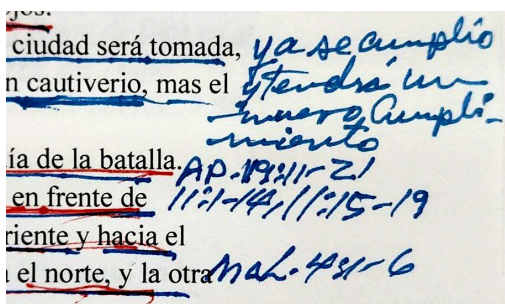 ojos.
ciudad será tomada, ya se cumplio
n cautiverio, mas el y tendrá un
nuevo Cumpli-
miento
ía de la batalla. AP. 19:11-21
en frente de 11:1-14, 11:15-19
riente y hacia el
el norte, y la otra Mal. 4:1-6